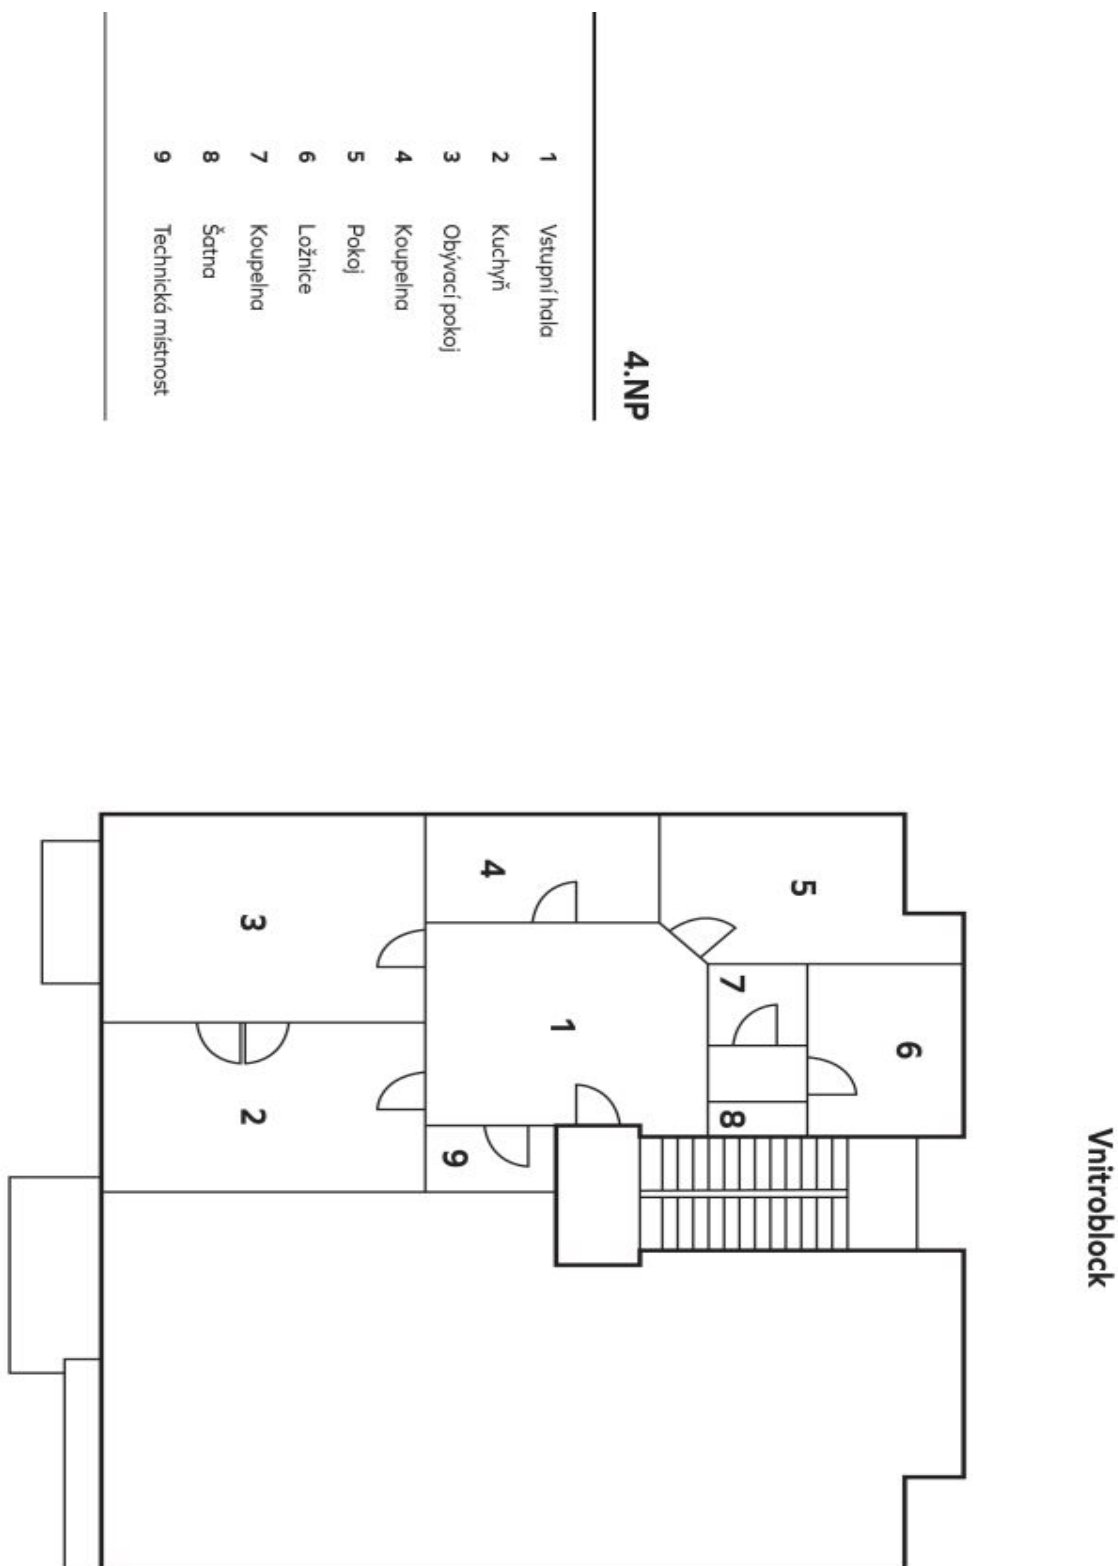 4.NP
1 Vstupní hala
2 Kuchyň
3 Obývací pokoj
4 Koupelna
5 Pokoj
6 Ložnice
7 Koupelna
8 Šatna
9 Technická místnost
Vnitroblock
5
6
7
8
4
1
9
3
2